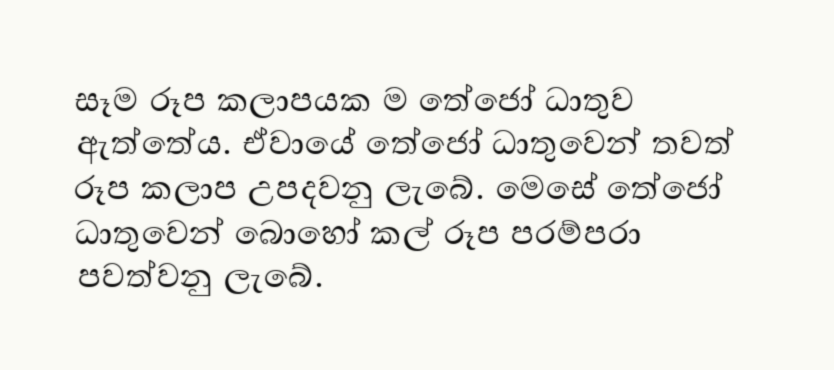 සෑම රූප කලාපයක ම තේජෝ ධාතුව
ඇත්තේය. ඒවායේ තේජෝ ධාතුවෙන් තවත්
රූප කලාප උපදවනු ලැබේ. මෙසේ තේජෝ
ධාතුවෙන් බොහෝ කල් රූප පරම්පරා
පවත්වනු ලැබේ.